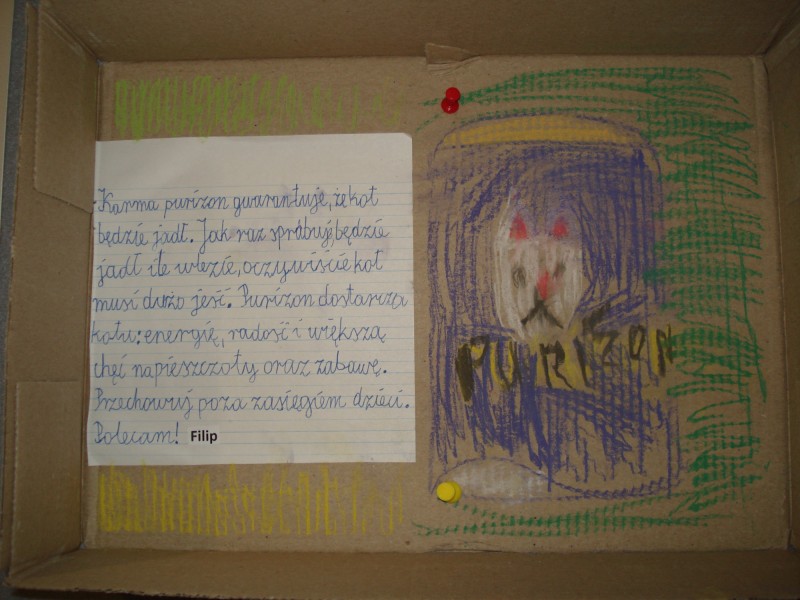 Karma purizon gwarantuje, że kot
będzie jadł. Jak raz spróbuj, będzie
jadł ile wlezie, oczywiście kot
musi dużo jeść. Purizon dostarcza
kotu: energię, radość i większą
chęć na pieszczoty oraz zabawę.
Przechowuj poza zasięgiem dzieci.
Polecam! Filip
PURIZON